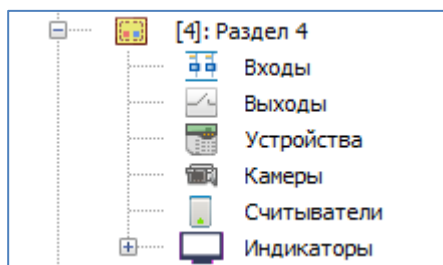 [4]: Раздел 4
Входы
Выходы
Устройства
Камеры
Считыватели
Индикаторы